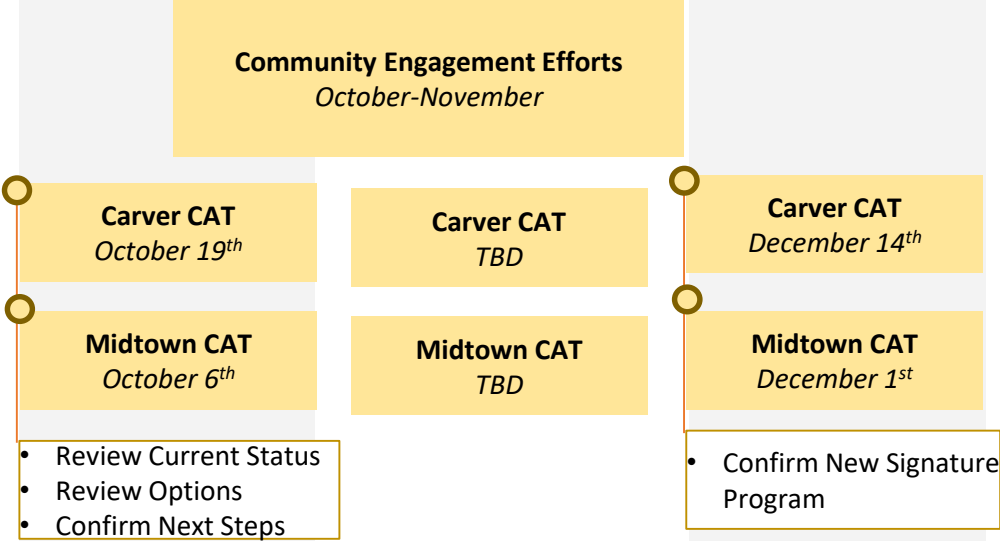 Community Engagement Efforts
October-November
Carver CAT
October 19th
Carver CAT
TBD
Carver CAT
December 14th
Midtown CAT
October 6th
Midtown CAT
TBD
Midtown CAT
December 1st
• Review Current Status
• Review Options
• Confirm Next Steps
• Confirm New Signature
Program